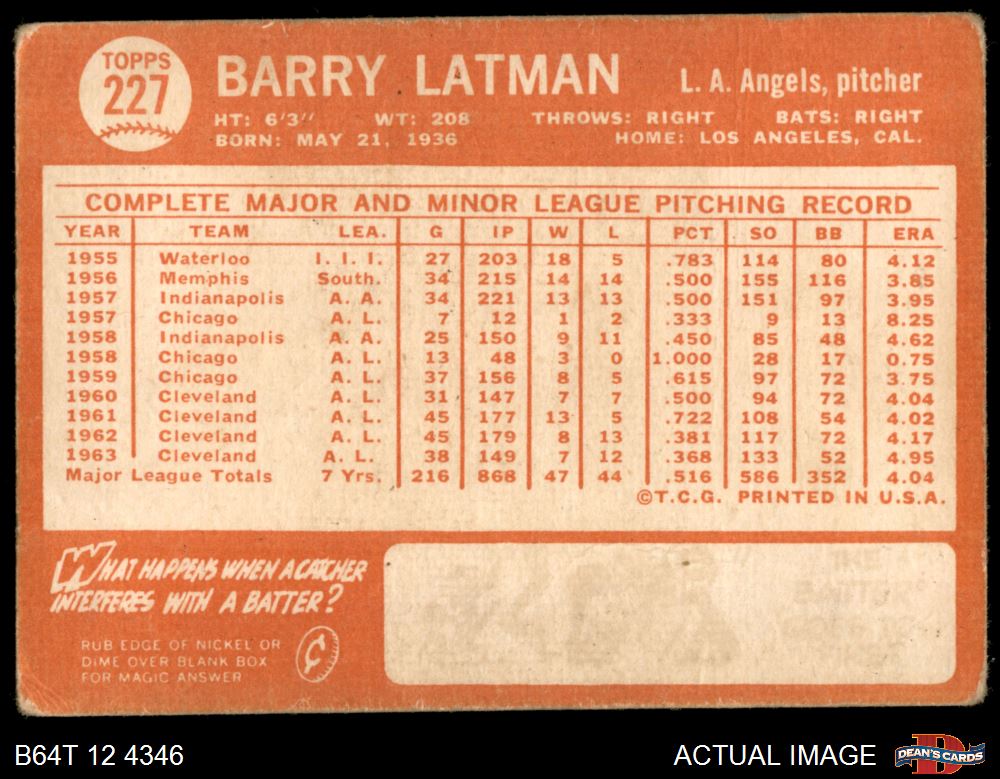 TOPPS
227
BARRY LATMAN
L. A. Angels, pitcher
HT: 6'3" WT: 208 THROWS: RIGHT BATS: RIGHT
BORN: MAY 21, 1936 HOME: LOS ANGELES, CAL.
COMPLETE MAJOR AND MINOR LEAGUE PITCHING RECORD
YEAR TEAM LEA. G IP W L PCT SO BB ERA
1955 Waterloo I. I. I. 27 203 18 5 .783 114 80 4.12
1956 Memphis South. 34 215 14 14 .500 155 116 3.85
1957 Indianapolis A. A. 34 221 13 13 .500 151 97 3.95
1957 Chicago A. L. 7 12 1 2 .333 9 13 8.25
1958 Indianapolis A. A. 25 150 9 11 .450 85 48 4.62
1958 Chicago A. L. 13 48 3 0 1.000 28 17 0.75
1959 Chicago A. L. 37 156 8 5 .615 97 72 3.75
1960 Cleveland A. L. 31 147 7 7 .500 94 72 4.04
1961 Cleveland A. L. 45 177 13 5 .722 108 54 4.02
1962 Cleveland A. L. 45 179 8 13 .381 117 72 4.17
1963 Cleveland A. L. 38 149 7 12 .368 133 52 4.95
Major League Totals 7 Yrs. 216 868 47 44 .516 586 352 4.04
©T.C.G. PRINTED IN U.S.A.
WHAT HAPPENS WHEN A CATCHER
INTERFERES WITH A BATTER?
RUB EDGE OF NICKEL OR
DIME OVER BLANK BOX
FOR MAGIC ANSWER
¢
THE
BATTER
B64T 12 4346
ACTUAL IMAGE
DEAN'S CARDS